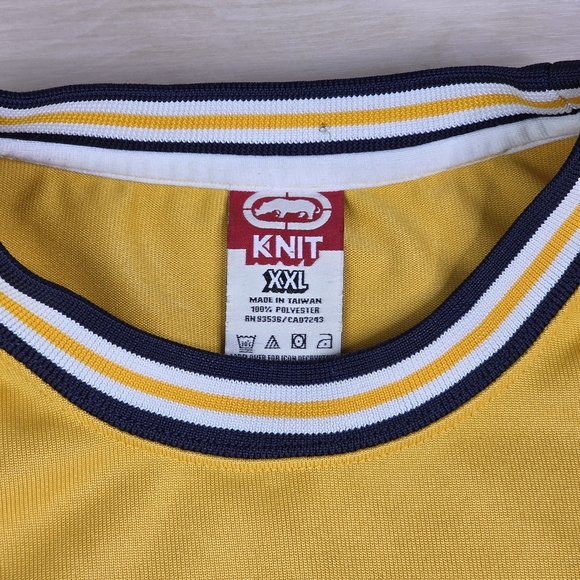 KNIT
XXL
MADE IN TAIWAN
100% POLYESTER
RN 93536/CA07243